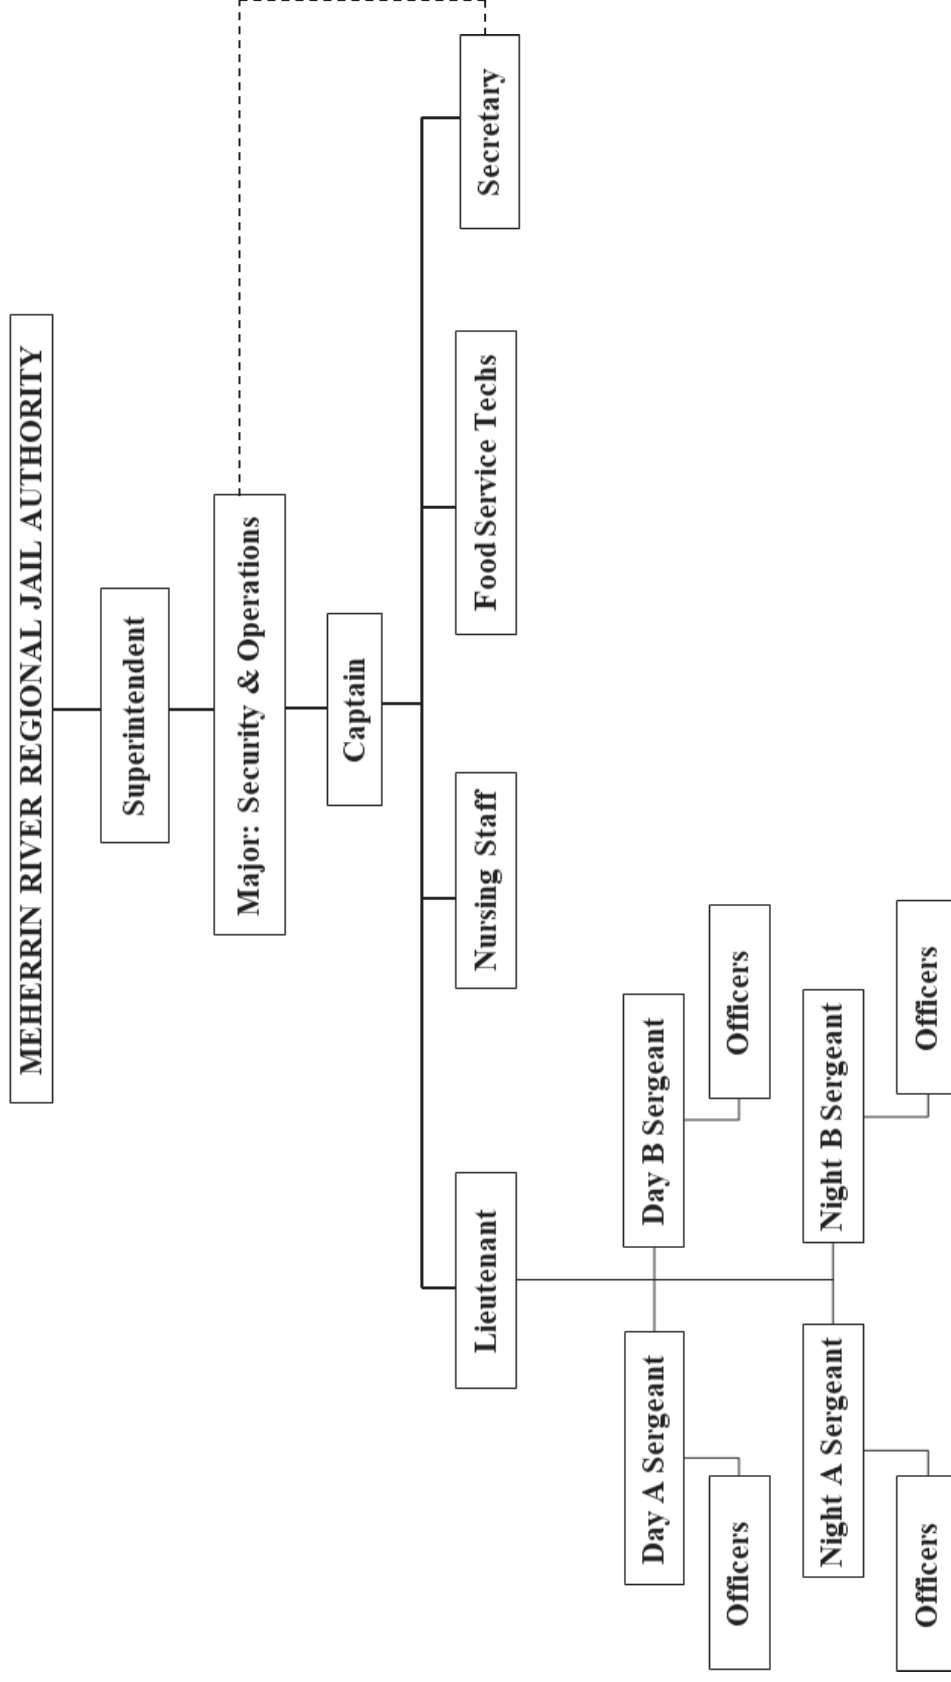 MEHERRIN RIVER REGIONAL JAIL AUTHORITY
Superintendent
Major: Security & Operations
Captain
Lieutenant
Nursing Staff
Food Service Techs
Secretary
Day A Sergeant
Day B Sergeant
Officers
Officers
Night A Sergeant
Night B Sergeant
Officers
Officers